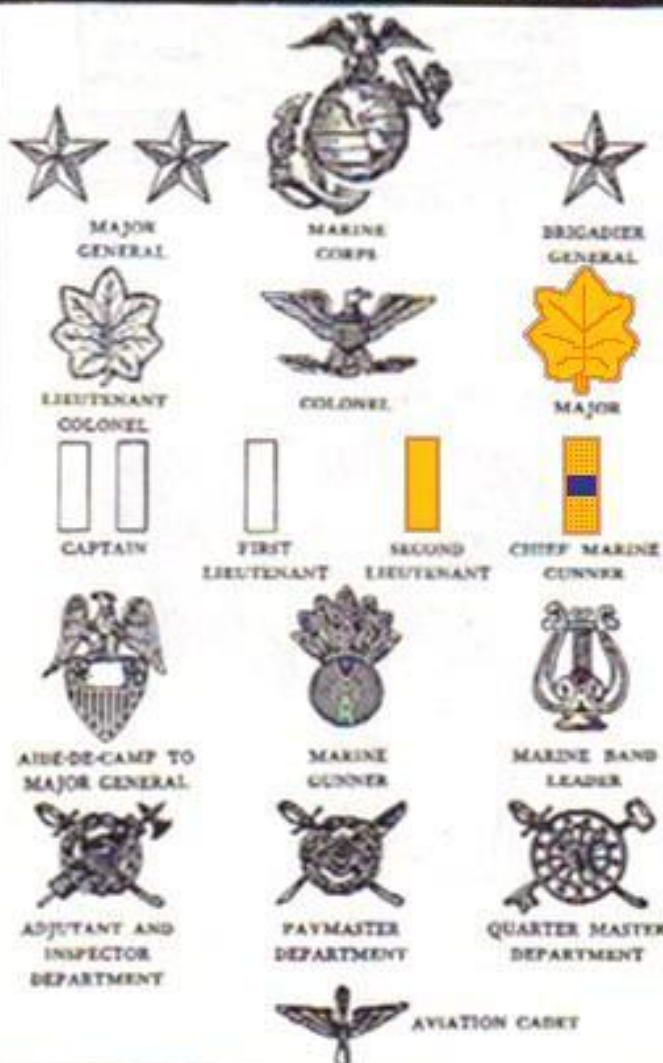 MAJOR
GENERAL
MARINE
CORPS
BRIGADIER
GENERAL
LIEUTENANT
COLONEL
COLONEL
MAJOR
CAPTAIN
FIRST
LIEUTENANT
SECOND
LIEUTENANT
CHIEF MARINE
GUNNER
AIDE-DE-CAMP TO
MAJOR GENERAL
MARINE
GUNNER
MARINE BAND
LEADER
ADJUTANT AND
INSPECTOR
DEPARTMENT
PAYMASTER
DEPARTMENT
QUARTER MASTER
DEPARTMENT
AVIATION CADET